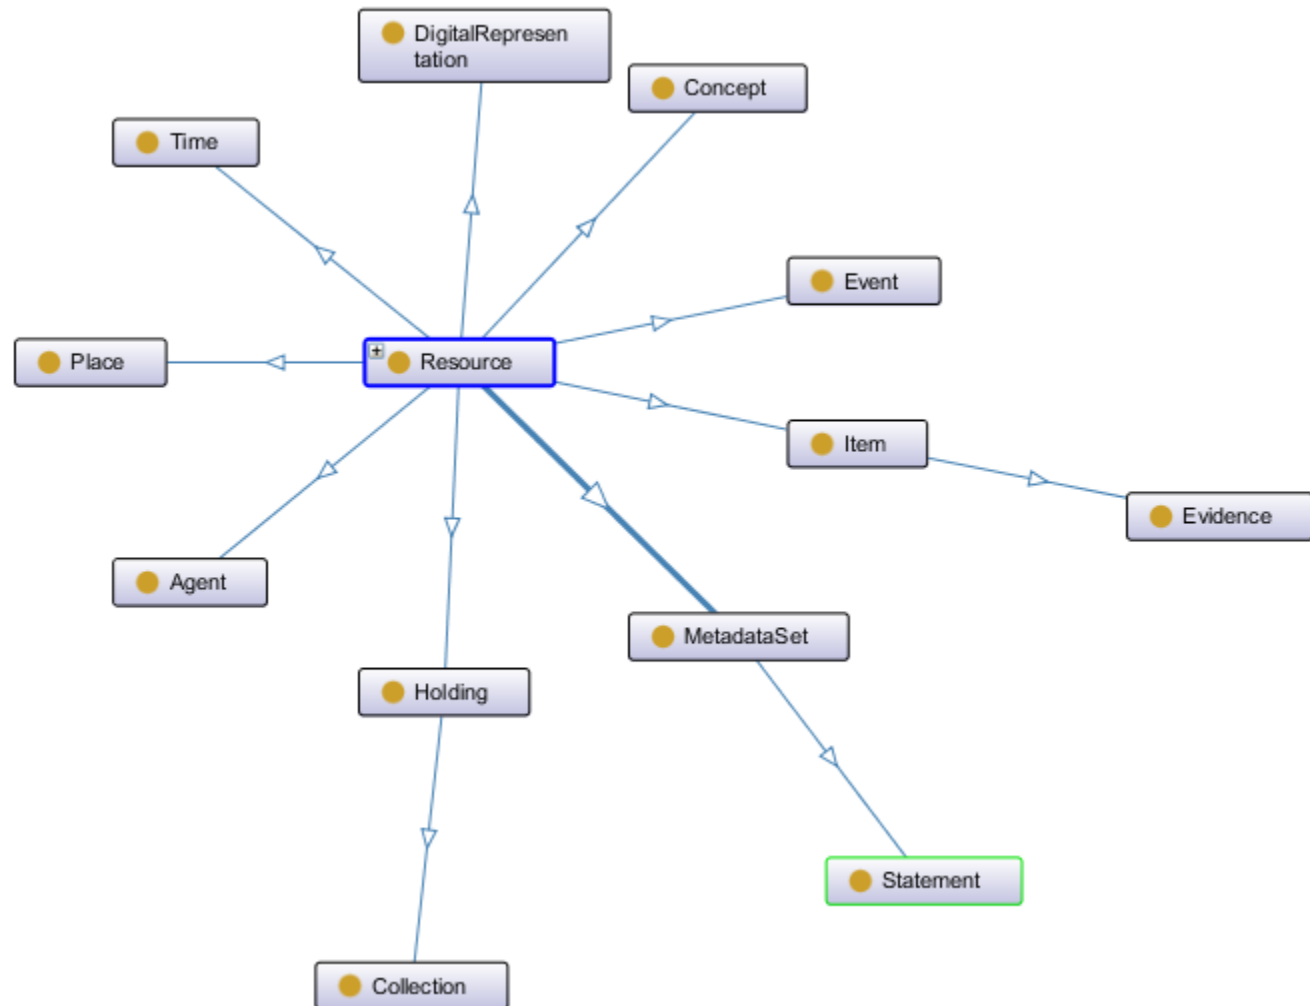 DigitalRepresen
tation
Concept
Time
Event
Place
Resource
Item
Evidence
Agent
MetadataSet
Holding
Statement
Collection